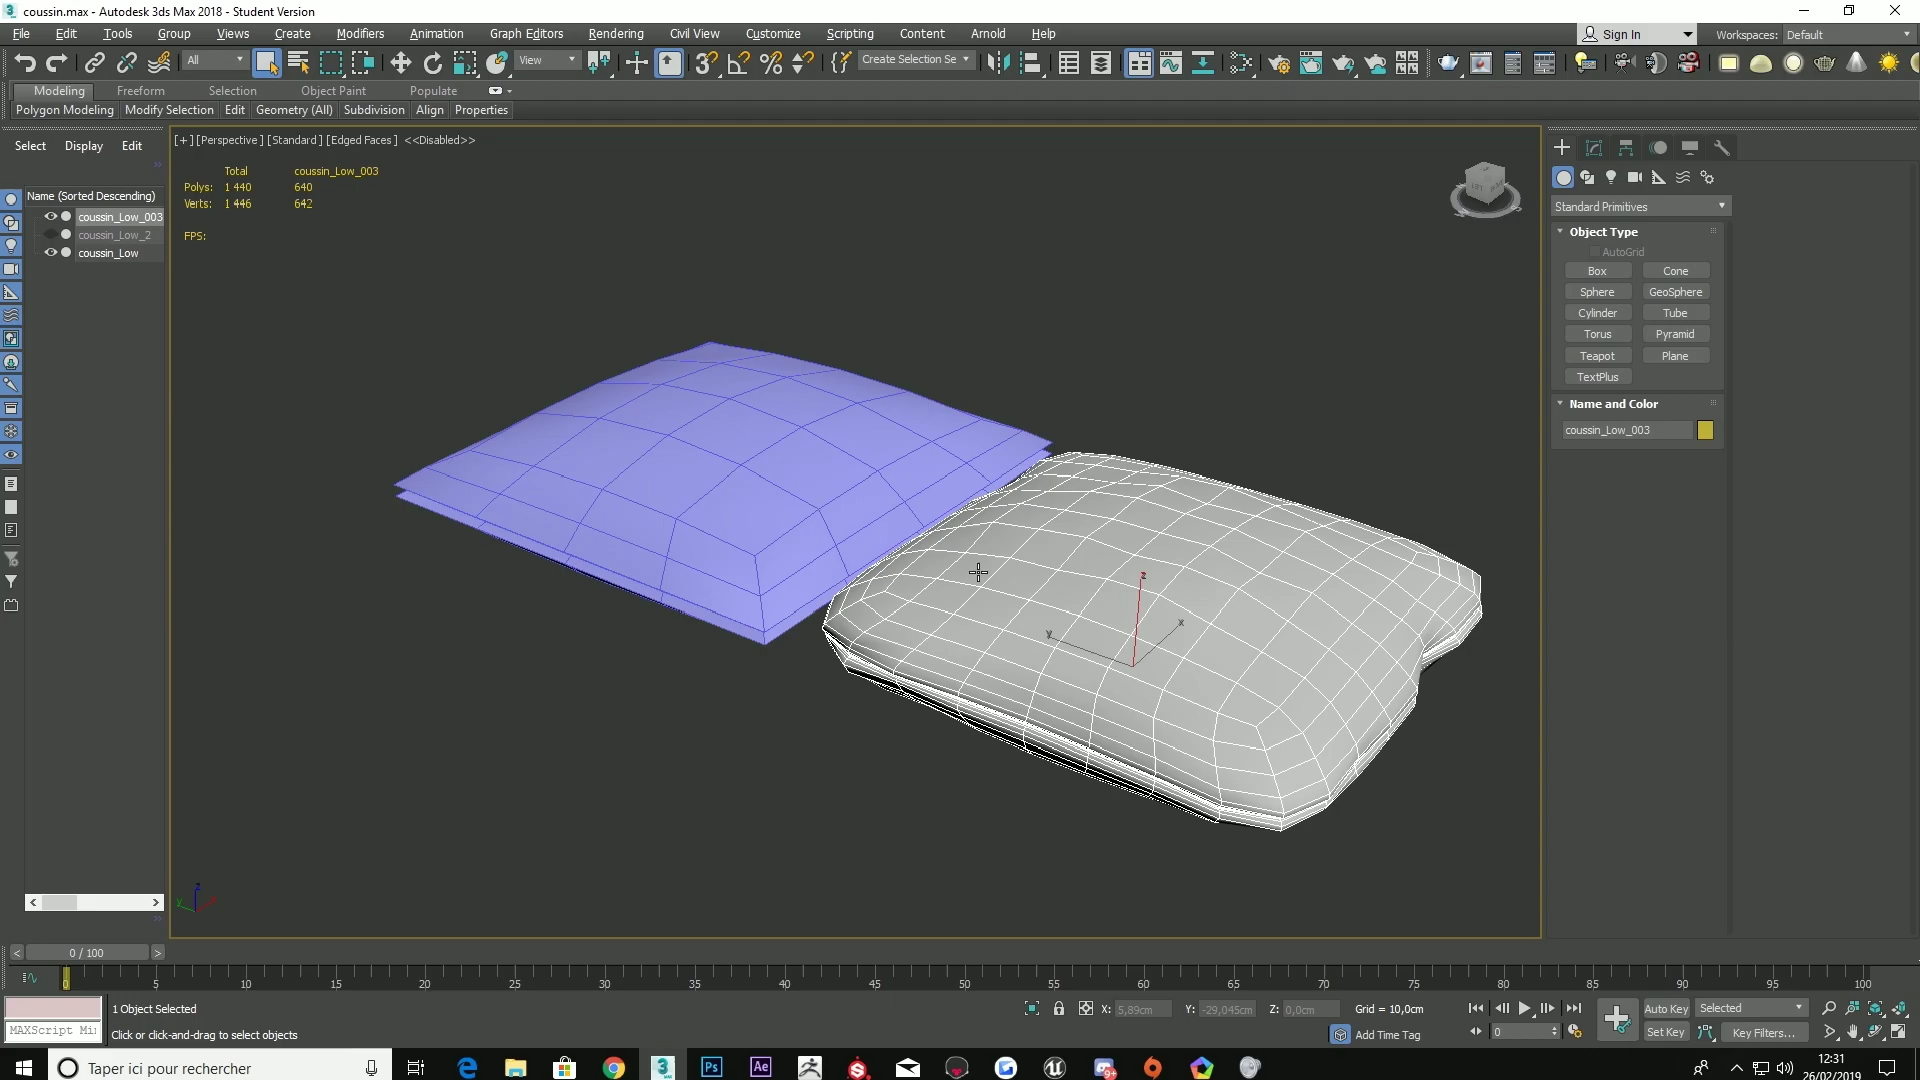 coussin.max - Autodesk 3ds Max 2018 - Student Version
File Edit Tools Group Views Create Modifiers Animation Graph Editors Rendering Civil View Customize Scripting Content Arnold Help
Sign In Workspaces: Default
All View Create Selection Se
Modeling Freeform Selection Object Paint Populate
Polygon Modeling Modify Selection Edit Geometry (All) Subdivision Align Properties
Select Display Edit
[+] [Perspective] [Standard] [Edged Faces] <<Disabled>>
Total coussin_Low_003
Polys: 1 440 640
Verts: 1 446 642
FPS:
Name (Sorted Descending)
coussin_Low_003
coussin_Low_2
coussin_Low
Standard Primitives
Object Type
AutoGrid
Box Cone
Sphere GeoSphere
Cylinder Tube
Torus Pyramid
Teapot Plane
TextPlus
Name and Color
coussin_Low_003
z
y x
z
y
0 / 100
0 5 10 15 20 25 30 35 40 45 50 55 60 65 70 75 80 85 90 95 100
1 Object Selected
X: 5,89cm Y: -29,045cm Z: 0,0cm Grid = 10,0cm
Auto Key Selected
MAXScript Mi
Click or click-and-drag to select objects
Add Time Tag
0
Set Key Key Filters...
Taper ici pour rechercher
12:31
26/02/2019